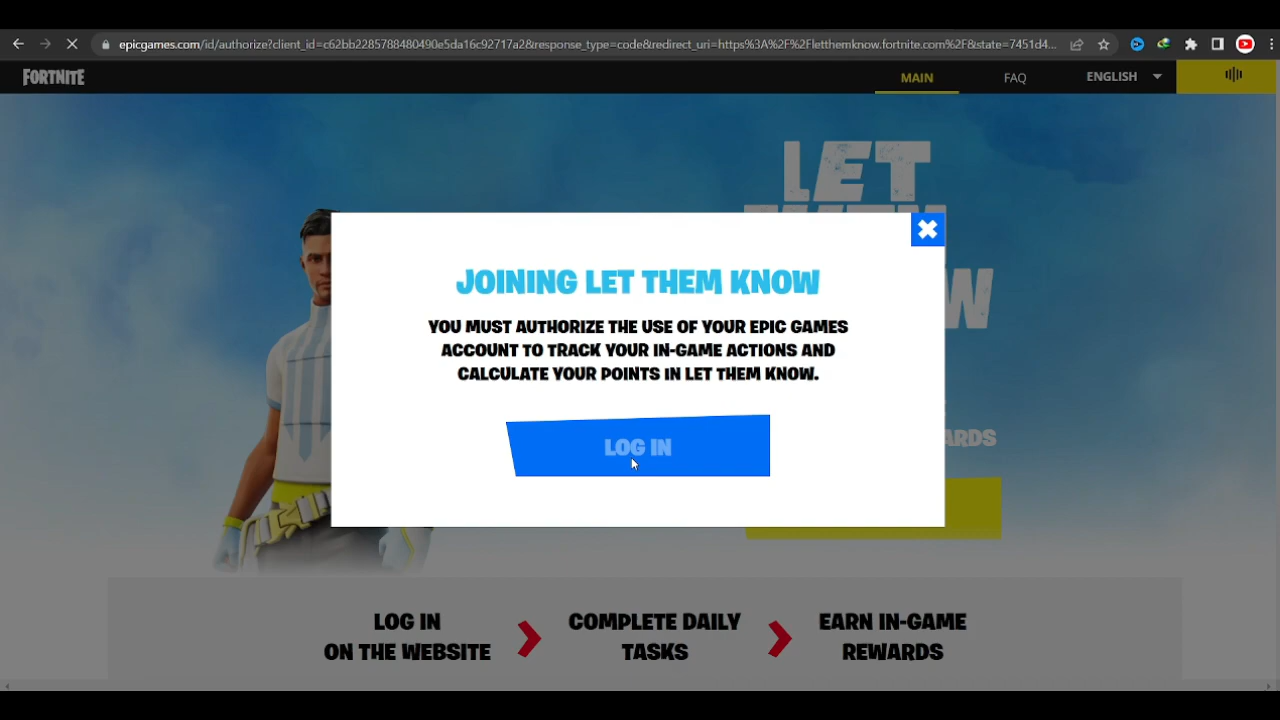 epicgames.com/id/authorize?client_id=c62bb2285788480490e5da16c92717a2&response_type=code&redirect_uri=https%3A%2F%2Fletthemknow.fortnite.com%2F&state=7451d4...
FORTNITE
MAIN
FAQ
ENGLISH
LET
JOINING LET THEM KNOW
YOU MUST AUTHORIZE THE USE OF YOUR EPIC GAMES
ACCOUNT TO TRACK YOUR IN-GAME ACTIONS AND
CALCULATE YOUR POINTS IN LET THEM KNOW.
LOG IN
LOG IN
ON THE WEBSITE
COMPLETE DAILY
TASKS
EARN IN-GAME
REWARDS